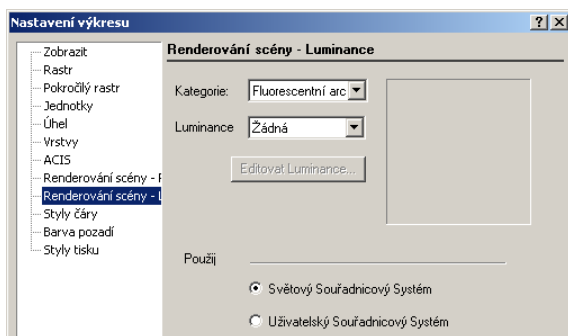 Nastavení výkresu
Zobrazit
Rastr
Pokročilý rastr
Jednotky
Úhel
Vrstvy
ACIS
Renderování scény -
Renderování scény -
Styly čáry
Barva pozadí
Styly tisku
Renderování scény - Luminance
Kategorie: Fluorescentní arc
Luminance Žádná
Editovat Luminance...
Použij
Světový Souřadnicový Systém
Uživatelský Souřadnicový Systém